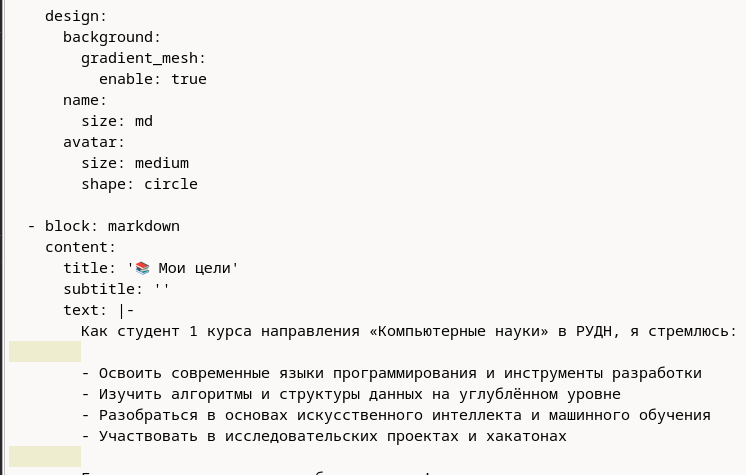 design:
background:
gradient_mesh:
enable: true
name:
size: md
avatar:
size: medium
shape: circle
- block: markdown
content:
title: '📚 Мои цели'
subtitle: ''
text: |-
Как студент 1 курса направления «Компьютерные науки» в РУДН, я стремлюсь:
- Освоить современные языки программирования и инструменты разработки
- Изучить алгоритмы и структуры данных на углублённом уровне
- Разобраться в основах искусственного интеллекта и машинного обучения
- Участвовать в исследовательских проектах и хакатонах